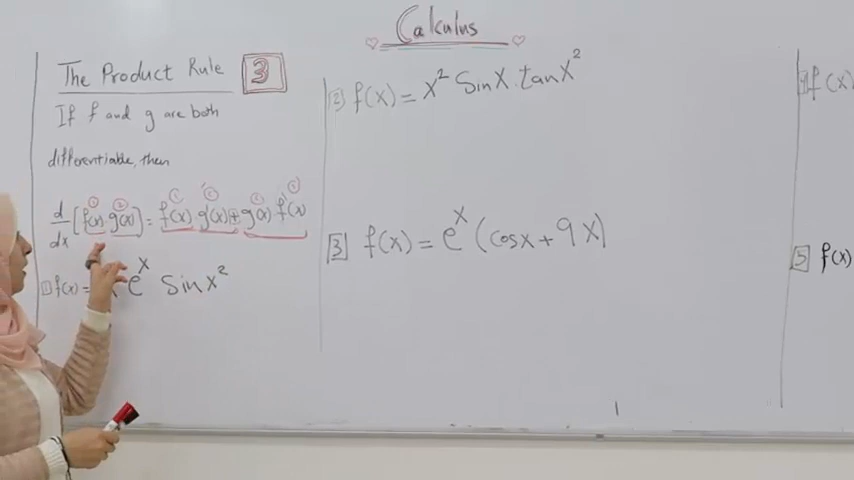 Calculus
The Product Rule 3
If f and g are both
differentiable, then
d/dx [f(x) g(x)] = f(x) g'(x) + g(x) f'(x)
1 f(x) = e^x sin x^2
2 f(x) = x^2 sin x . tan x^2
3 f(x) = e^x (cosx + 9x)
f(x)
5 f(x)